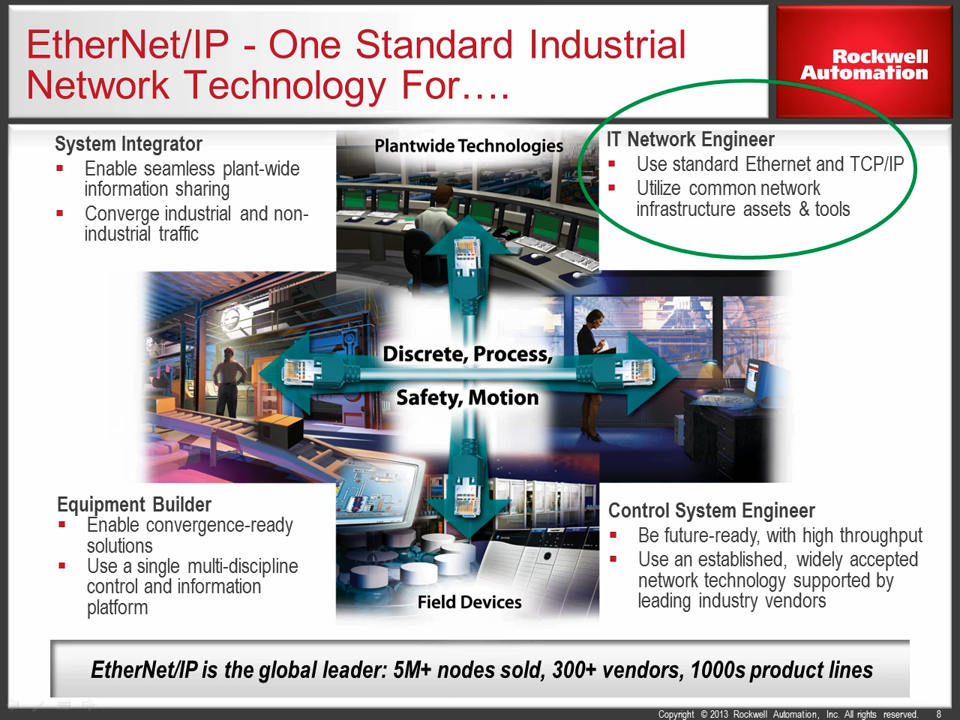 EtherNet/IP - One Standard Industrial
Network Technology For….
Rockwell
Automation
System Integrator
Enable seamless plant-wide
information sharing
Converge industrial and non-
industrial traffic
Plantwide Technologies
IT Network Engineer
Use standard Ethernet and TCP/IP
Utilize common network
infrastructure assets & tools
Discrete, Process,
Safety, Motion
Equipment Builder
Enable convergence-ready
solutions
Use a single multi-discipline
control and information
platform
Field Devices
Control System Engineer
Be future-ready, with high throughput
Use an established, widely accepted
network technology supported by
leading industry vendors
EtherNet/IP is the global leader: 5M+ nodes sold, 300+ vendors, 1000s product lines
Copyright © 2013 Rockwell Automation, Inc. All rights reserved. 8